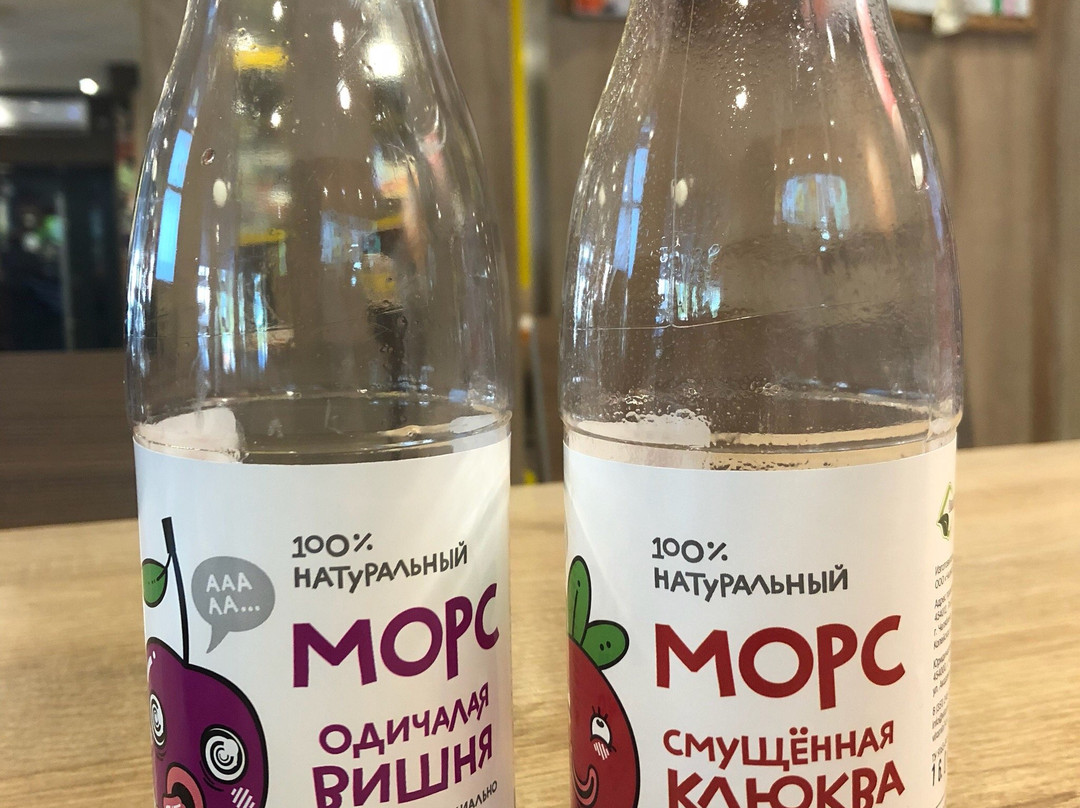 100%
НАТУРАЛЬНЫЙ
МОРС
ОДИЧАЛАЯ
ВИШНЯ
ААА
АА...
100%
НАТУРАЛЬНЫЙ
МОРС
СМУЩЁННАЯ
КЛЮКВА